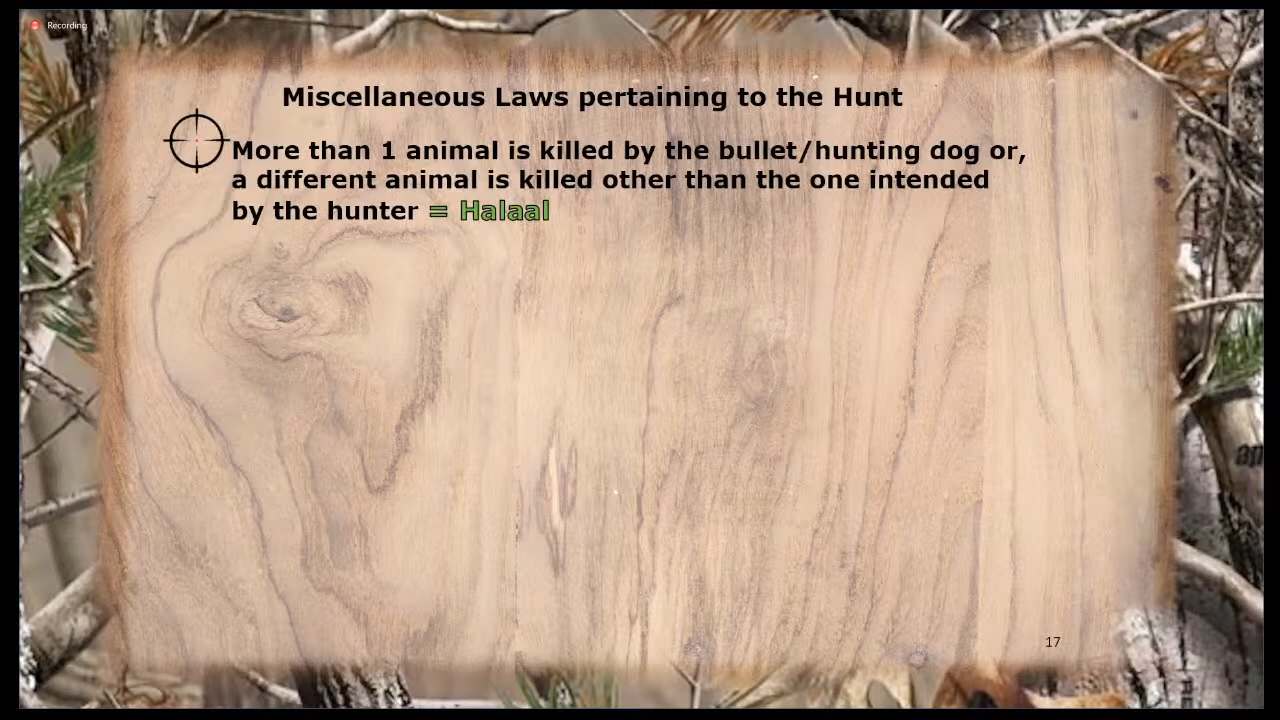 Recording
Miscellaneous Laws pertaining to the Hunt
More than 1 animal is killed by the bullet/hunting dog or,
a different animal is killed other than the one intended
by the hunter = Halaal
17